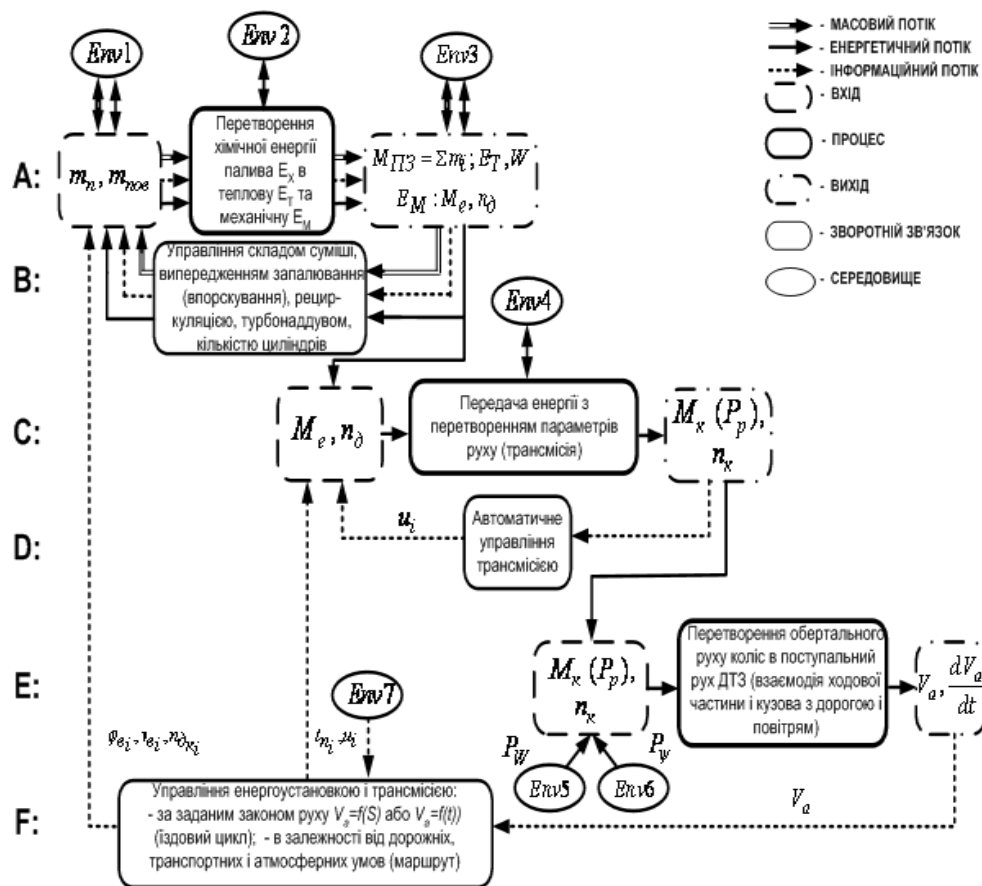 Env1
Env2
Env3
- МАСОВИЙ ПОТІК
- ЕНЕРГЕТИЧНИЙ ПОТІК
- ІНФОРМАЦІЙНИЙ ПОТІК
- ВХІД
- ПРОЦЕС
- ВИХІД
- ЗВОРОТНІЙ ЗВ'ЯЗОК
- СЕРЕДОВИЩЕ
A:
m_n, m_пов
Перетворення
хімічної енергії
палива E_X в
теплову E_T та
механічну E_M
M_ПЗ = Σm_i; E_T, W
E_M : M_e, n_д
B:
Управління складом суміші,
випередженням запалювання
(впорскування), рецир-
куляцією, турбонаддувом,
кількістю циліндрів
Env4
C:
M_e, n_д
Передача енергії з
перетворенням параметрів
руху (трансмісія)
M_к (P_p),
n_к
D:
u_i
Автоматичне
управління
трансмісією
E:
Env7
M_к (P_p),
n_к
Перетворення обертального
руху коліс в поступальний
рух ДТЗ (взаємодія ходової
частини і кузова з дорогою і
повітрям)
V_a, dV_a
dt
P_W
P_ψ
Env5
Env6
V_a
F:
Управління енергоустановкою і трансмісією:
- за заданим законом руху V_a=f(S) або V_a=f(t))
(їздовий цикл); - в залежності від дорожніх,
транспортних і атмосферних умов (маршрут)